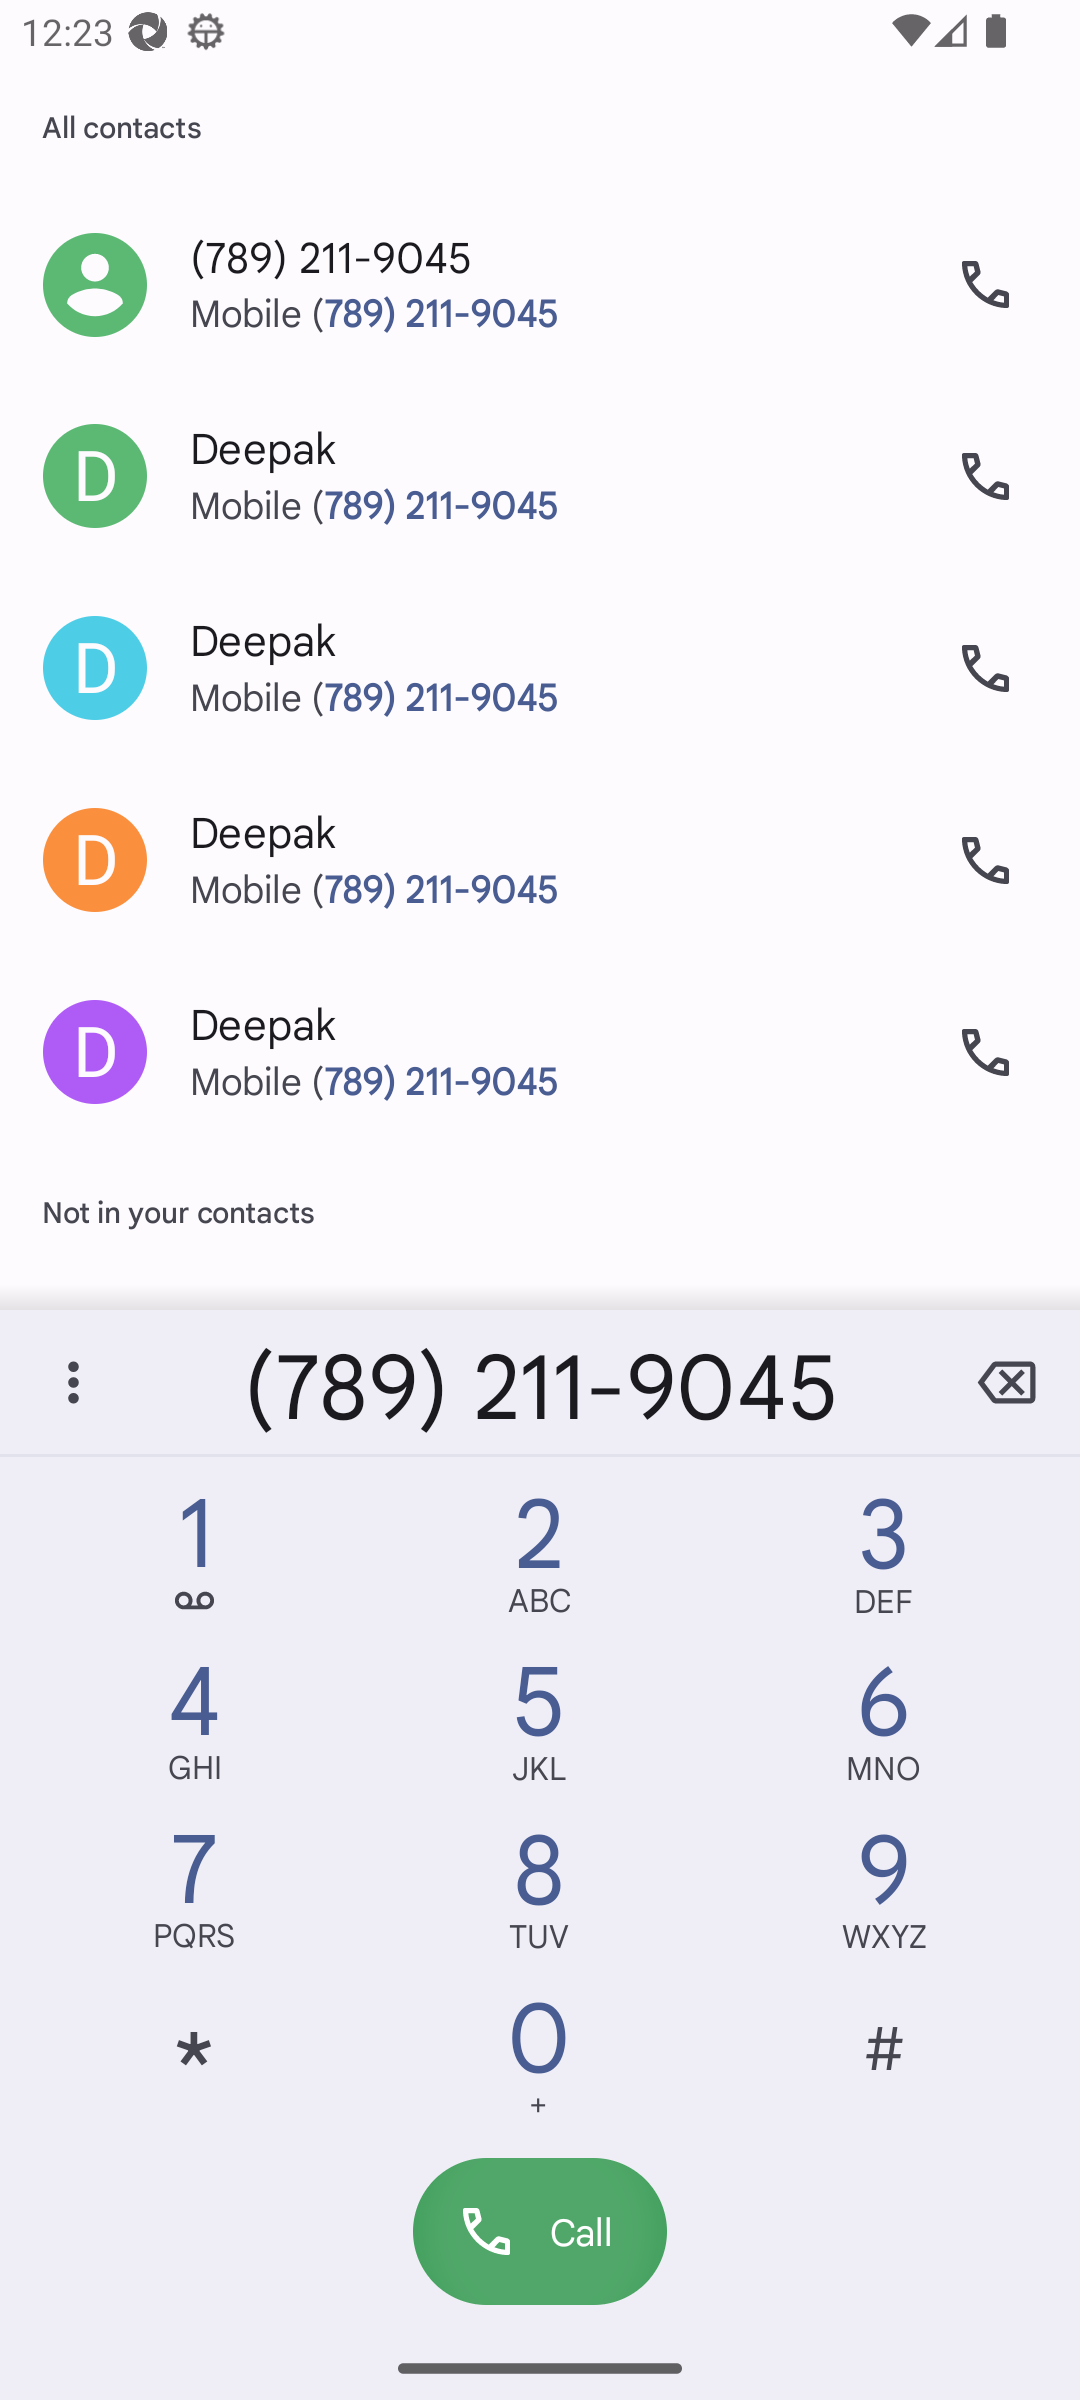 12:23
All contacts
(789) 211-9045
Mobile (789) 211-9045
D
Deepak
Mobile (789) 211-9045
D
Deepak
Mobile (789) 211-9045
D
Deepak
Mobile (789) 211-9045
D
Deepak
Mobile (789) 211-9045
Not in your contacts
(789) 211-9045
1 2 3
ABC DEF
4 5 6
GHI JKL MNO
7 8 9
PQRS TUV WXYZ
* 0 #
+
Call